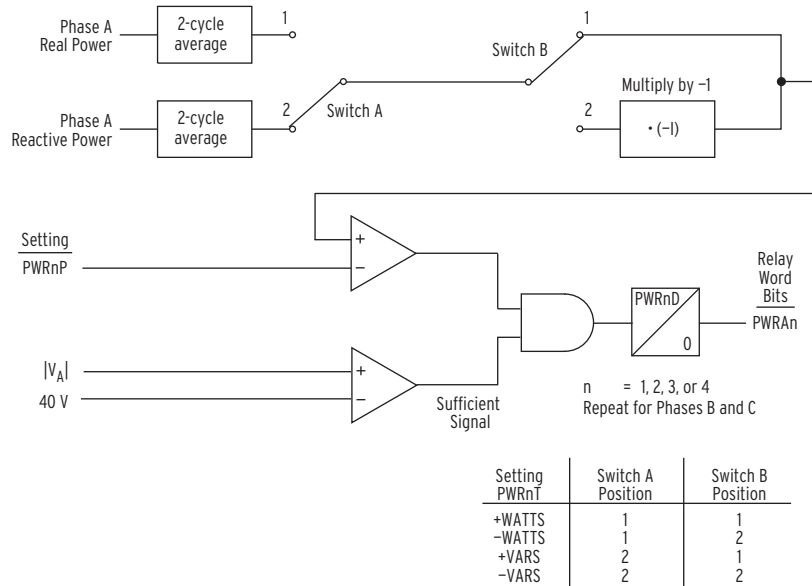 Phase A
Real Power
2-cycle
average
1
Switch B
1
Phase A
Reactive Power
2-cycle
average
2
Switch A
2
Multiply by –1
• (–I)
Setting
PWRnP
+
–
|VA|
40 V
+
–
Sufficient
Signal
PWRnD
0
Relay
Word
Bits
PWRAn
n = 1, 2, 3, or 4
Repeat for Phases B and C
Setting PWRnT Switch A Position Switch B Position
+WATTS 1 1
–WATTS 1 2
+VARS 2 1
–VARS 2 2